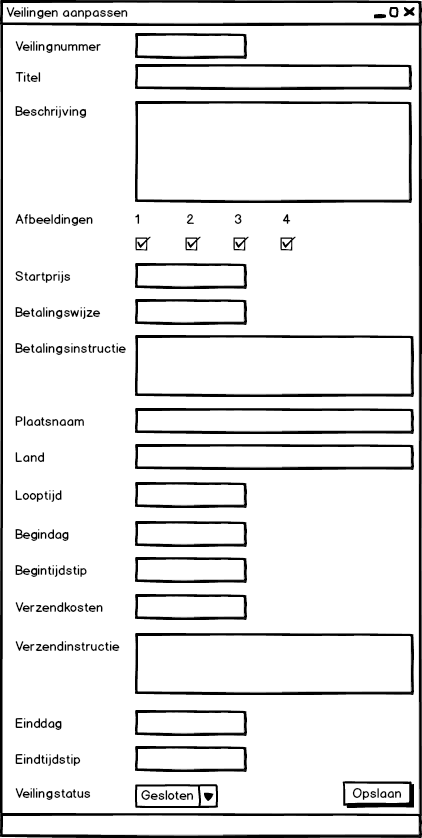 Veilingen aanpassen
Veilingnummer
Titel
Beschrijving
Afbeeldingen 1 2 3 4
Startprijs
Betalingswijze
Betalingsinstructie
Plaatsnaam
Land
Looptijd
Begindag
Begintijdstip
Verzendkosten
Verzendinstructie
Einddag
Eindtijdstip
Veilingstatus Gesloten Opslaan